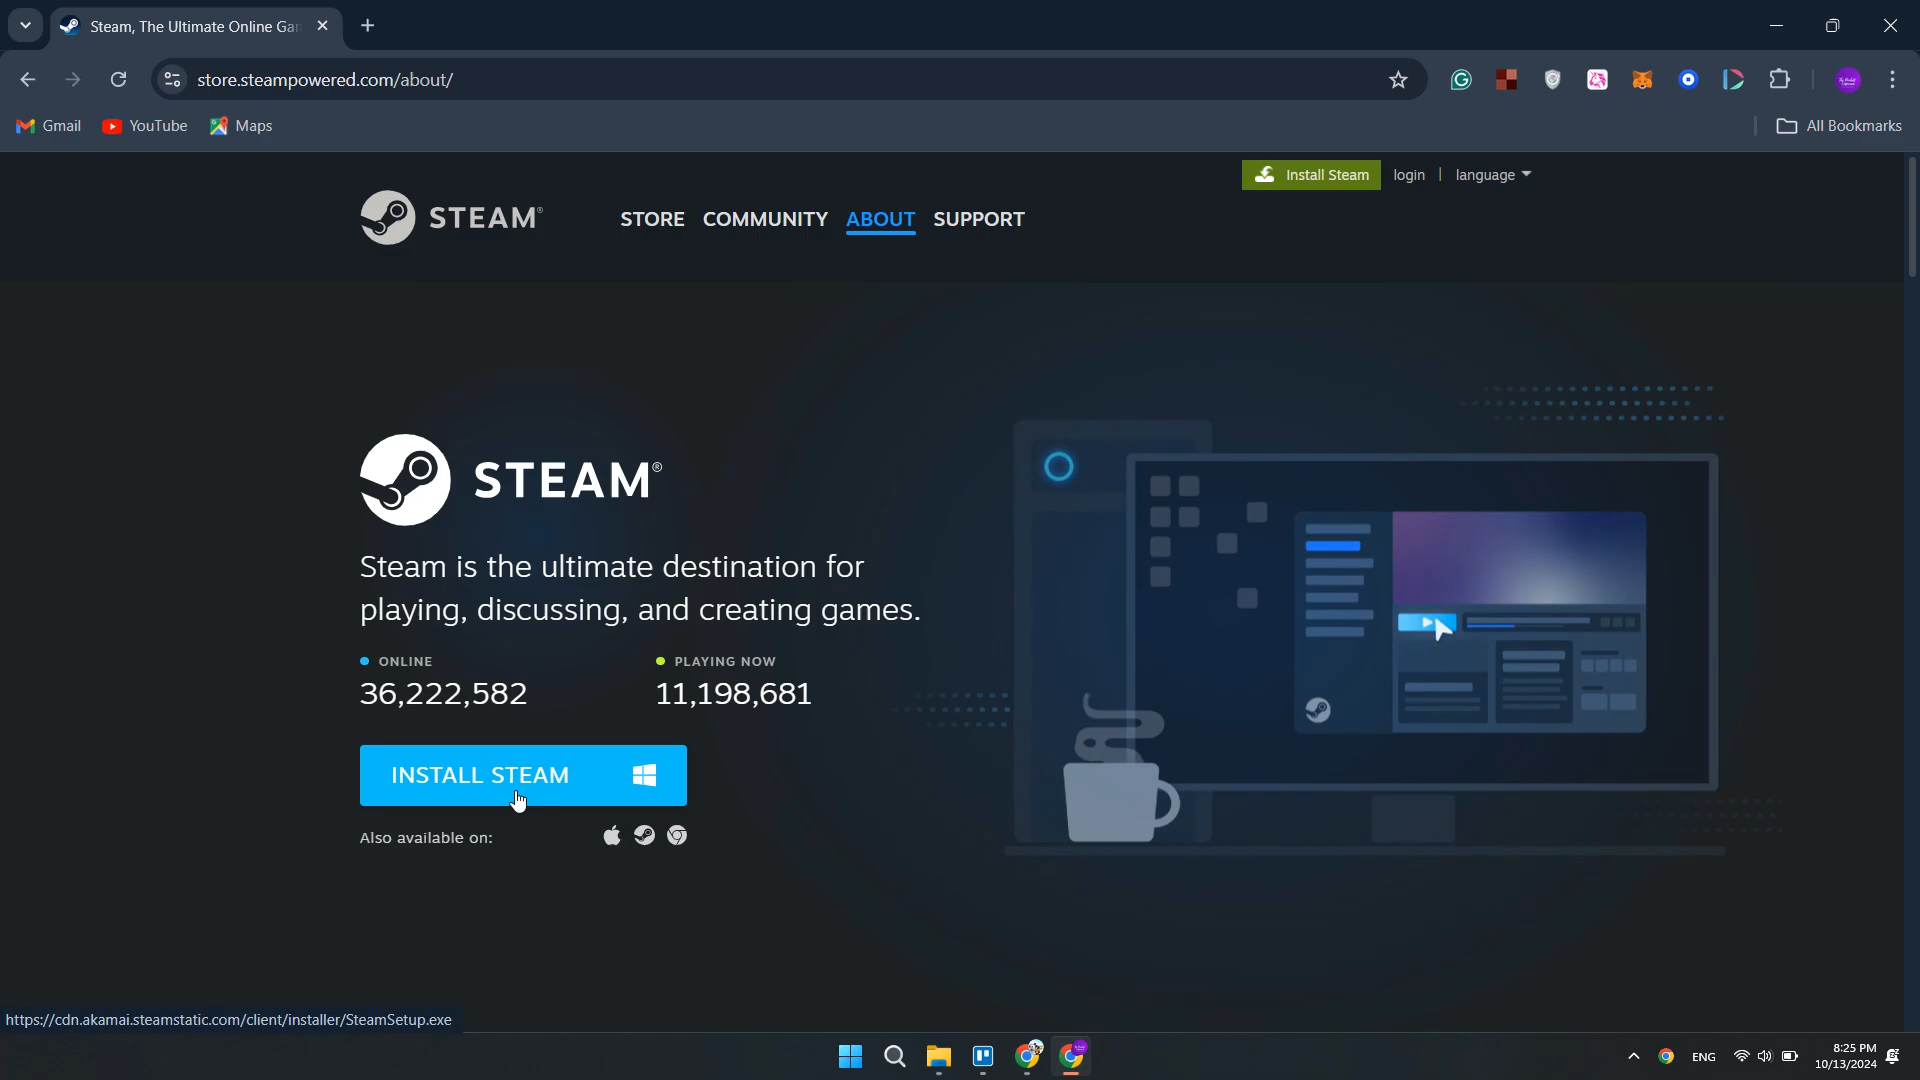 Steam, The Ultimate Online Gan
store.steampowered.com/about/
Gmail YouTube Maps All Bookmarks
Install Steam login | language
STEAM®
STORE COMMUNITY ABOUT SUPPORT
STEAM®
Steam is the ultimate destination for
playing, discussing, and creating games.
ONLINE PLAYING NOW
36,222,582 11,198,681
INSTALL STEAM
Also available on:
https://cdn.akamai.steamstatic.com/client/installer/SteamSetup.exe
ENG 8:25 PM
10/13/2024